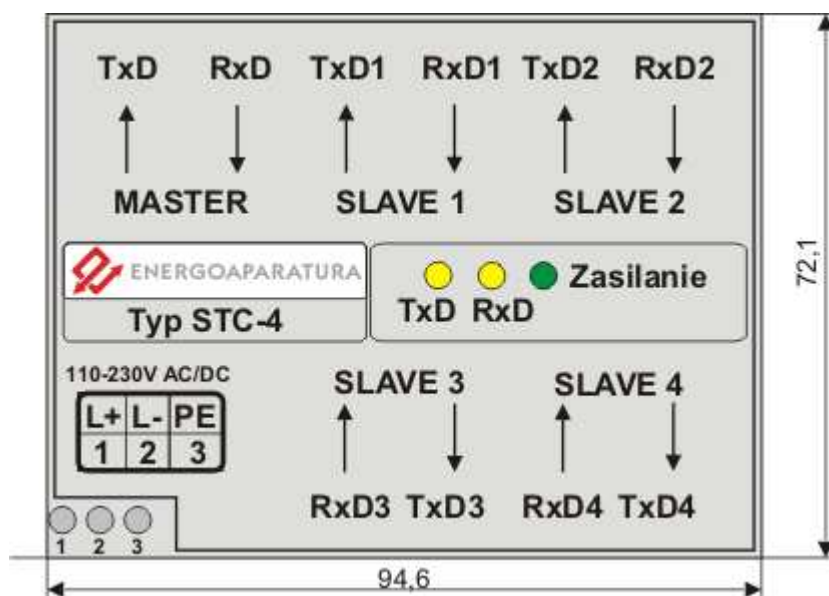 TxD RxD TxD1 RxD1 TxD2 RxD2
MASTER SLAVE 1 SLAVE 2
ENERGOAPARATURA
Typ STC-4
Zasilanie
TxD RxD
72,1
110-230V AC/DC
L+ L- PE
1 2 3
SLAVE 3 SLAVE 4
RxD3 TxD3 RxD4 TxD4
1 2 3
94,6